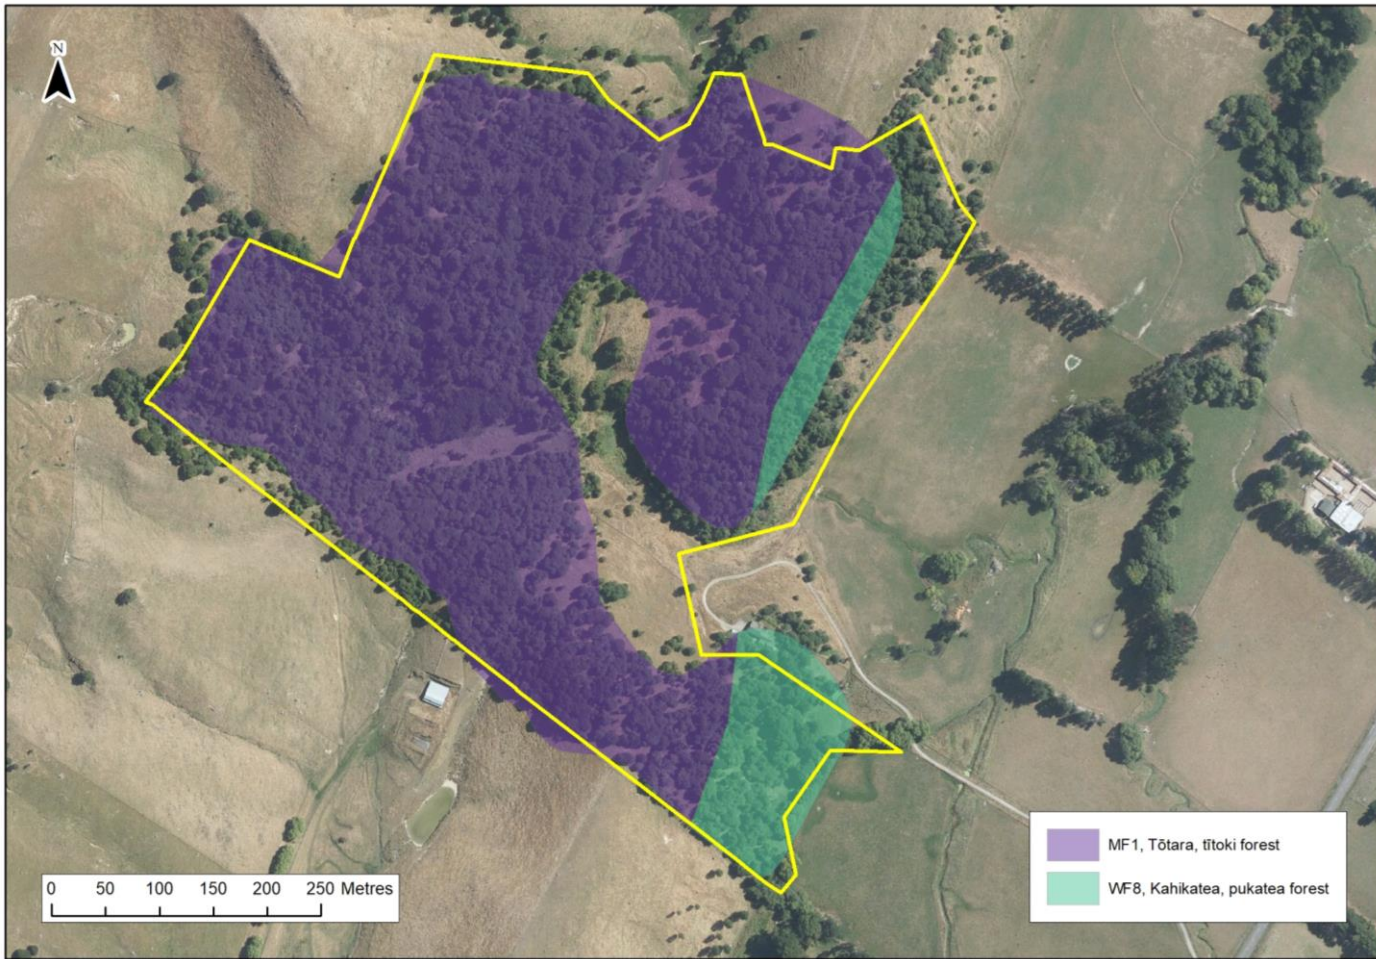 N
0 50 100 150 200 250 Metres
MF1, Tōtara, tītoki forest
WF8, Kahikatea, pukatea forest